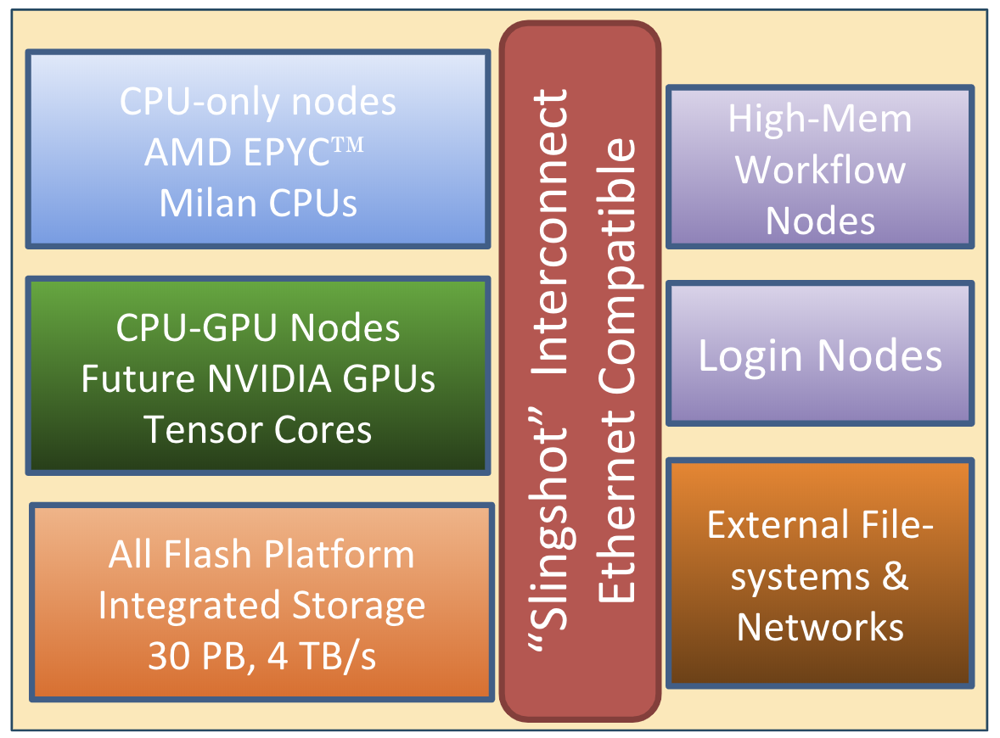 CPU-only nodes
AMD EPYC™
Milan CPUs
CPU-GPU Nodes
Future NVIDIA GPUs
Tensor Cores
All Flash Platform
Integrated Storage
30 PB, 4 TB/s
“Slingshot” Interconnect
Ethernet Compatible
High-Mem
Workflow
Nodes
Login Nodes
External File-
systems &
Networks